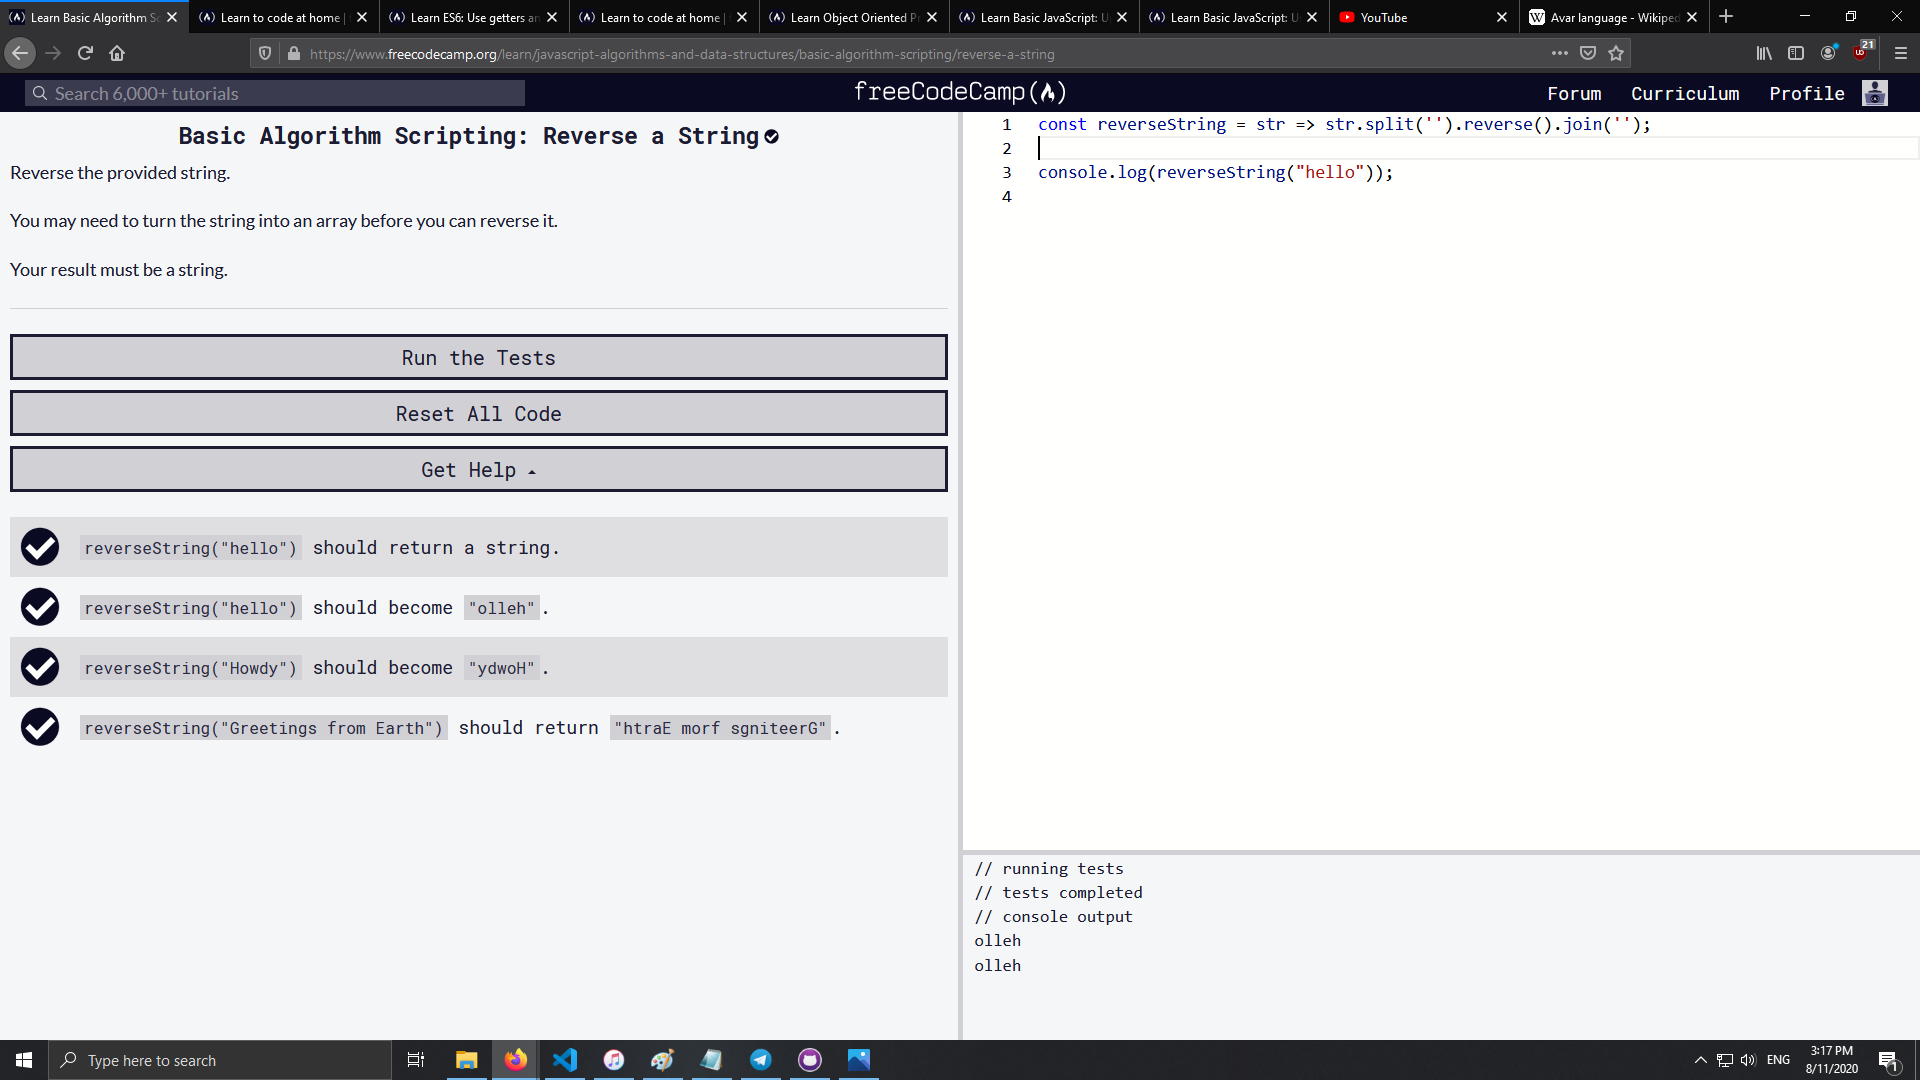 Learn Basic Algorithm Sc
Learn to code at home |
Learn ES6: Use getters an
Learn to code at home |
Learn Object Oriented Pr
Learn Basic JavaScript: U
Learn Basic JavaScript: U
YouTube
Avar language - Wikiped
https://www.freecodecamp.org/learn/javascript-algorithms-and-data-structures/basic-algorithm-scripting/reverse-a-string
21
Search 6,000+ tutorials
freeCodeCamp
Forum Curriculum Profile
Basic Algorithm Scripting: Reverse a String
Reverse the provided string.
You may need to turn the string into an array before you can reverse it.
Your result must be a string.
Run the Tests
Reset All Code
Get Help
reverseString("hello") should return a string.
reverseString("hello") should become "olleh".
reverseString("Howdy") should become "ydwoH".
reverseString("Greetings from Earth") should return "htraE morf sgniteerG".
1 const reverseString = str => str.split('').reverse().join('');
2
3 console.log(reverseString("hello"));
4
// running tests
// tests completed
// console output
olleh
olleh
Type here to search
ENG
3:17 PM
8/11/2020
1